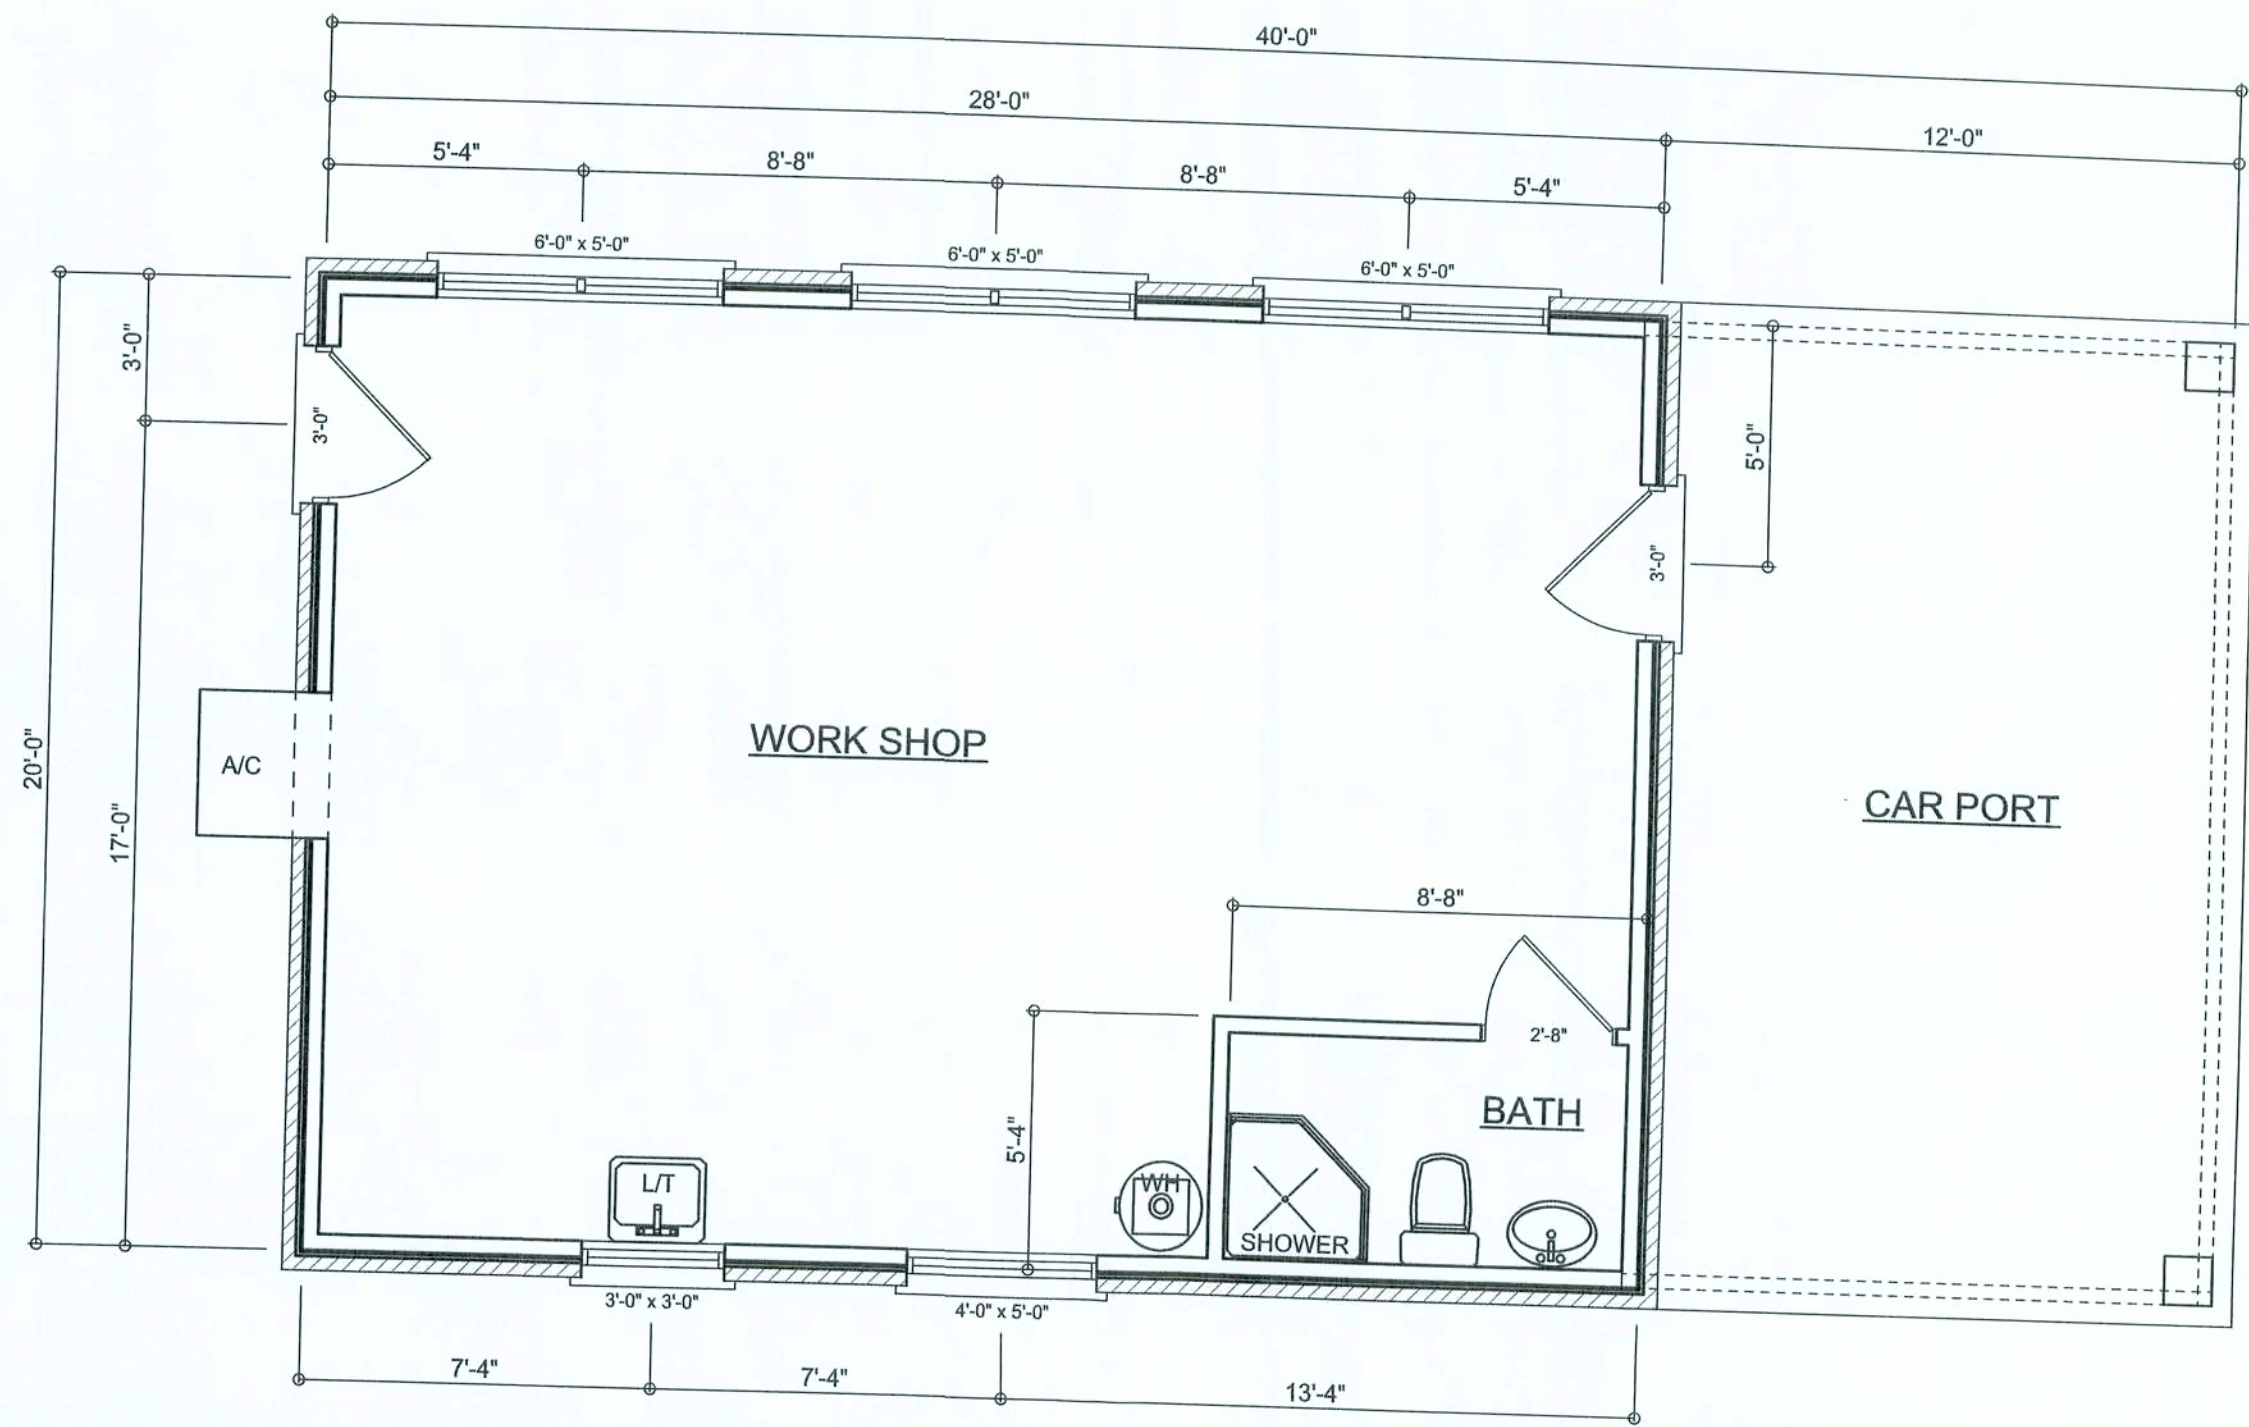 40'-0"
28'-0"
12'-0"
5'-4"
8'-8"
8'-8"
5'-4"
6'-0" x 5'-0"
6'-0" x 5'-0"
6'-0" x 5'-0"
3'-0"
3'-0"
5'-0"
3'-0"
20'-0"
17'-0"
A/C
WORK SHOP
CAR PORT
8'-8"
2'-8"
BATH
5'-4"
L/T
WH
SHOWER
3'-0" x 3'-0"
4'-0" x 5'-0"
7'-4"
7'-4"
13'-4"